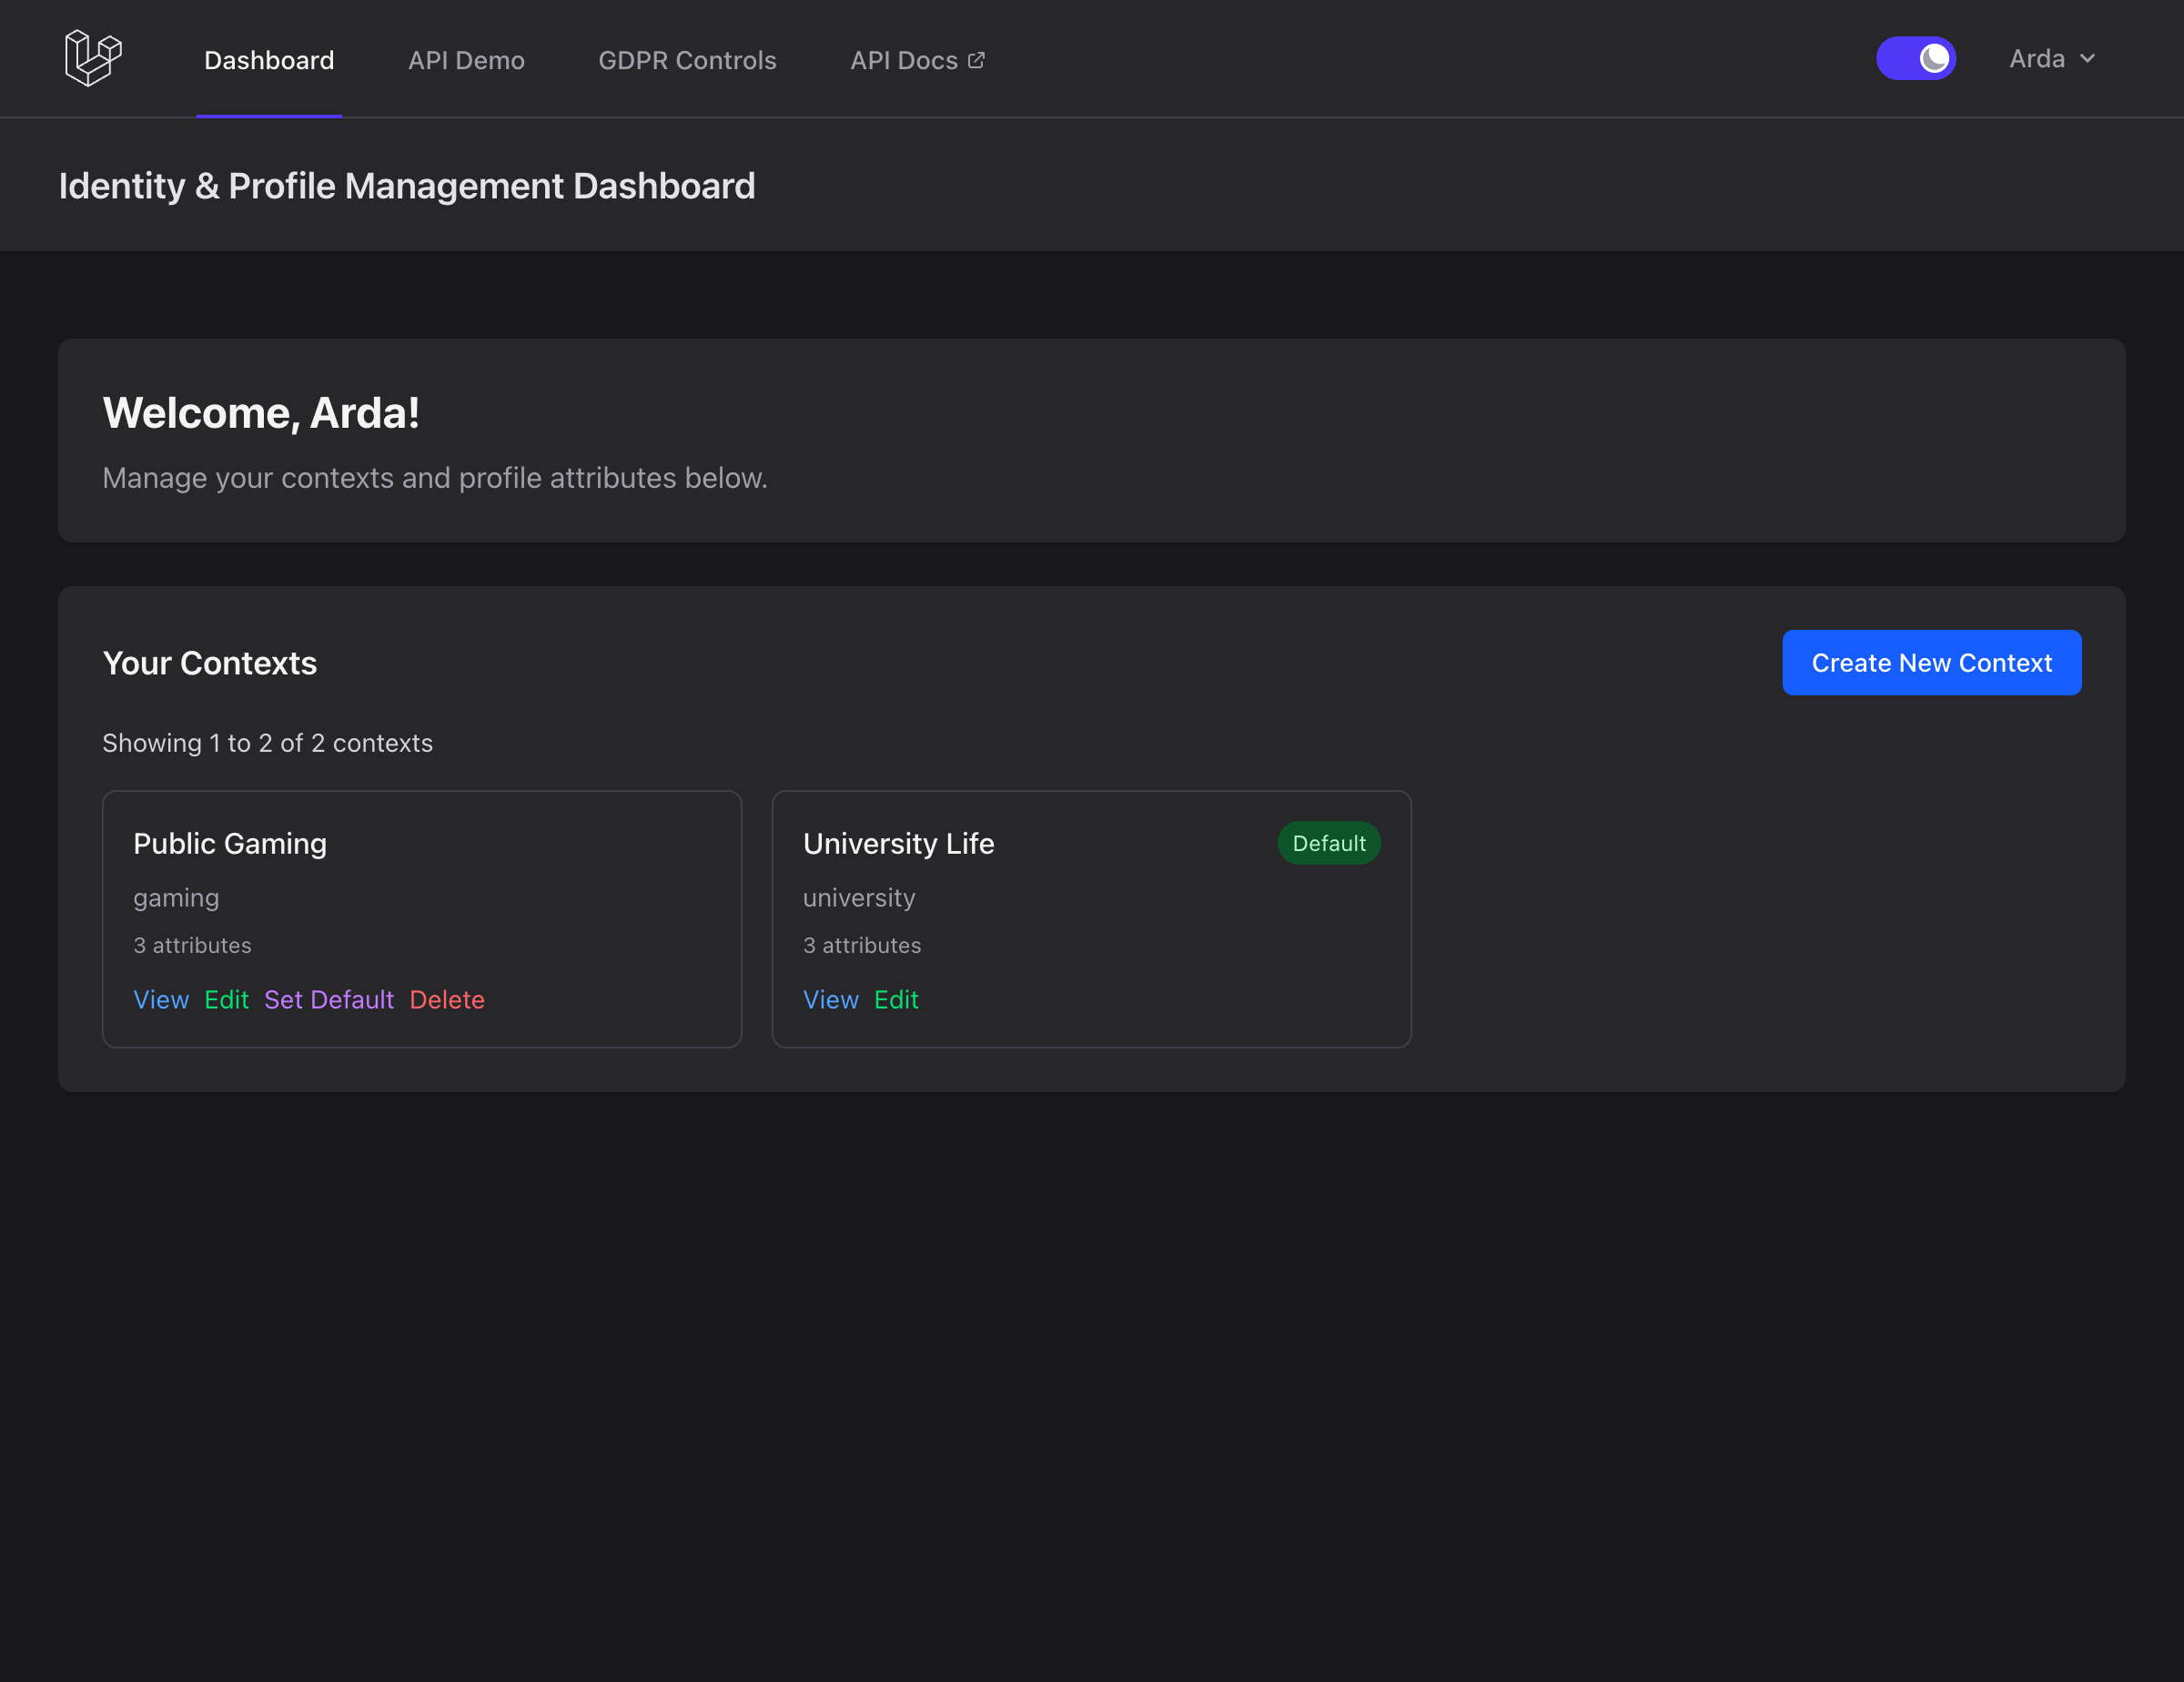 Dashboard API Demo GDPR Controls API Docs Arda
Identity & Profile Management Dashboard
Welcome, Arda!
Manage your contexts and profile attributes below.
Your Contexts Create New Context
Showing 1 to 2 of 2 contexts
Public Gaming
gaming
3 attributes
View Edit Set Default Delete
University Life Default
university
3 attributes
View Edit